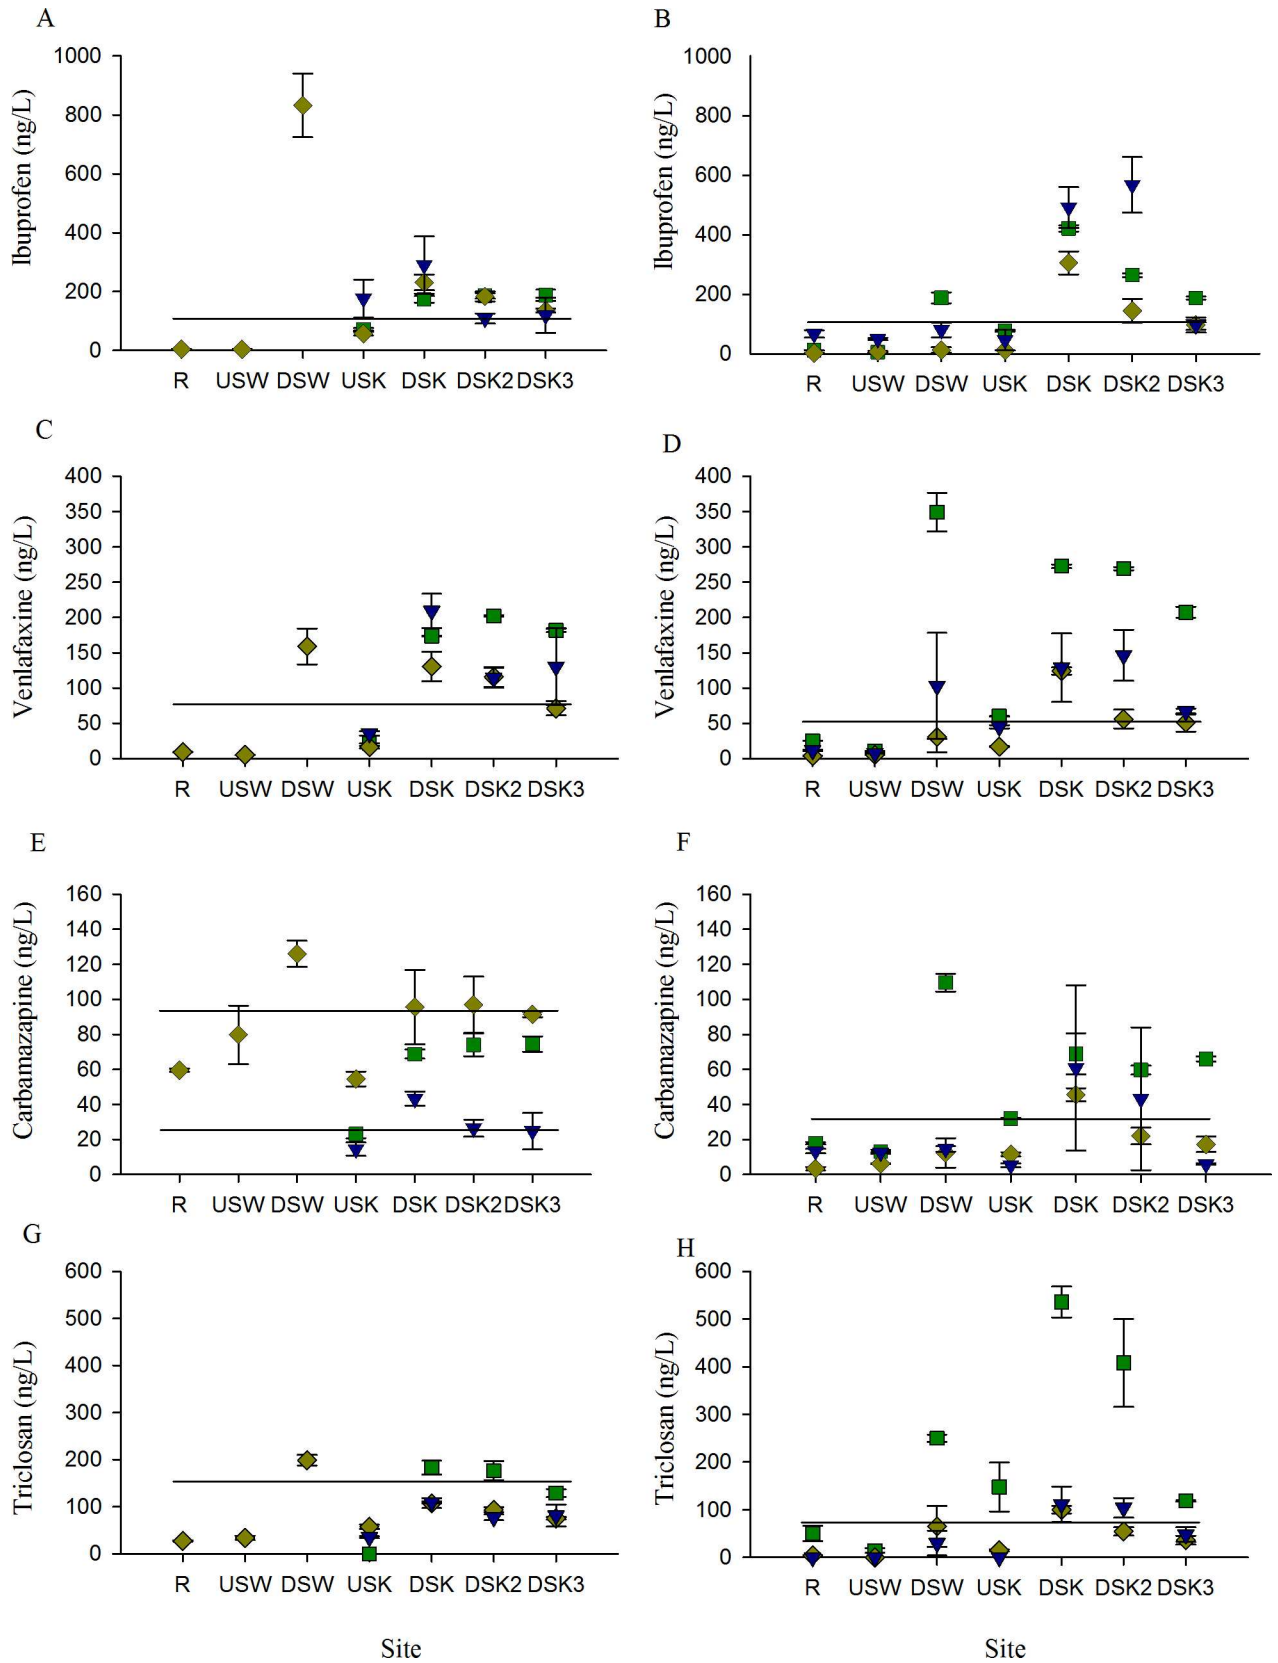 A
1000
800
600
400
200
0
Ibuprofen (ng/L)
R USW DSW USK DSK DSK2 DSK3
B
1000
800
600
400
200
0
Ibuprofen (ng/L)
R USW DSW USK DSK DSK2 DSK3
C
400
350
300
250
200
150
100
50
0
Venlafaxine (ng/L)
R USW DSW USK DSK DSK2 DSK3
D
400
350
300
250
200
150
100
50
0
Venlafaxine (ng/L)
R USW DSW USK DSK DSK2 DSK3
E
160
140
120
100
80
60
40
20
0
Carbamazapine (ng/L)
R USW DSW USK DSK DSK2 DSK3
F
160
140
120
100
80
60
40
20
0
Carbamazapine (ng/L)
R USW DSW USK DSK DSK2 DSK3
G
600
500
400
300
200
100
0
Triclosan (ng/L)
R USW DSW USK DSK DSK2 DSK3
Site
H
600
500
400
300
200
100
0
Triclosan (ng/L)
R USW DSW USK DSK DSK2 DSK3
Site